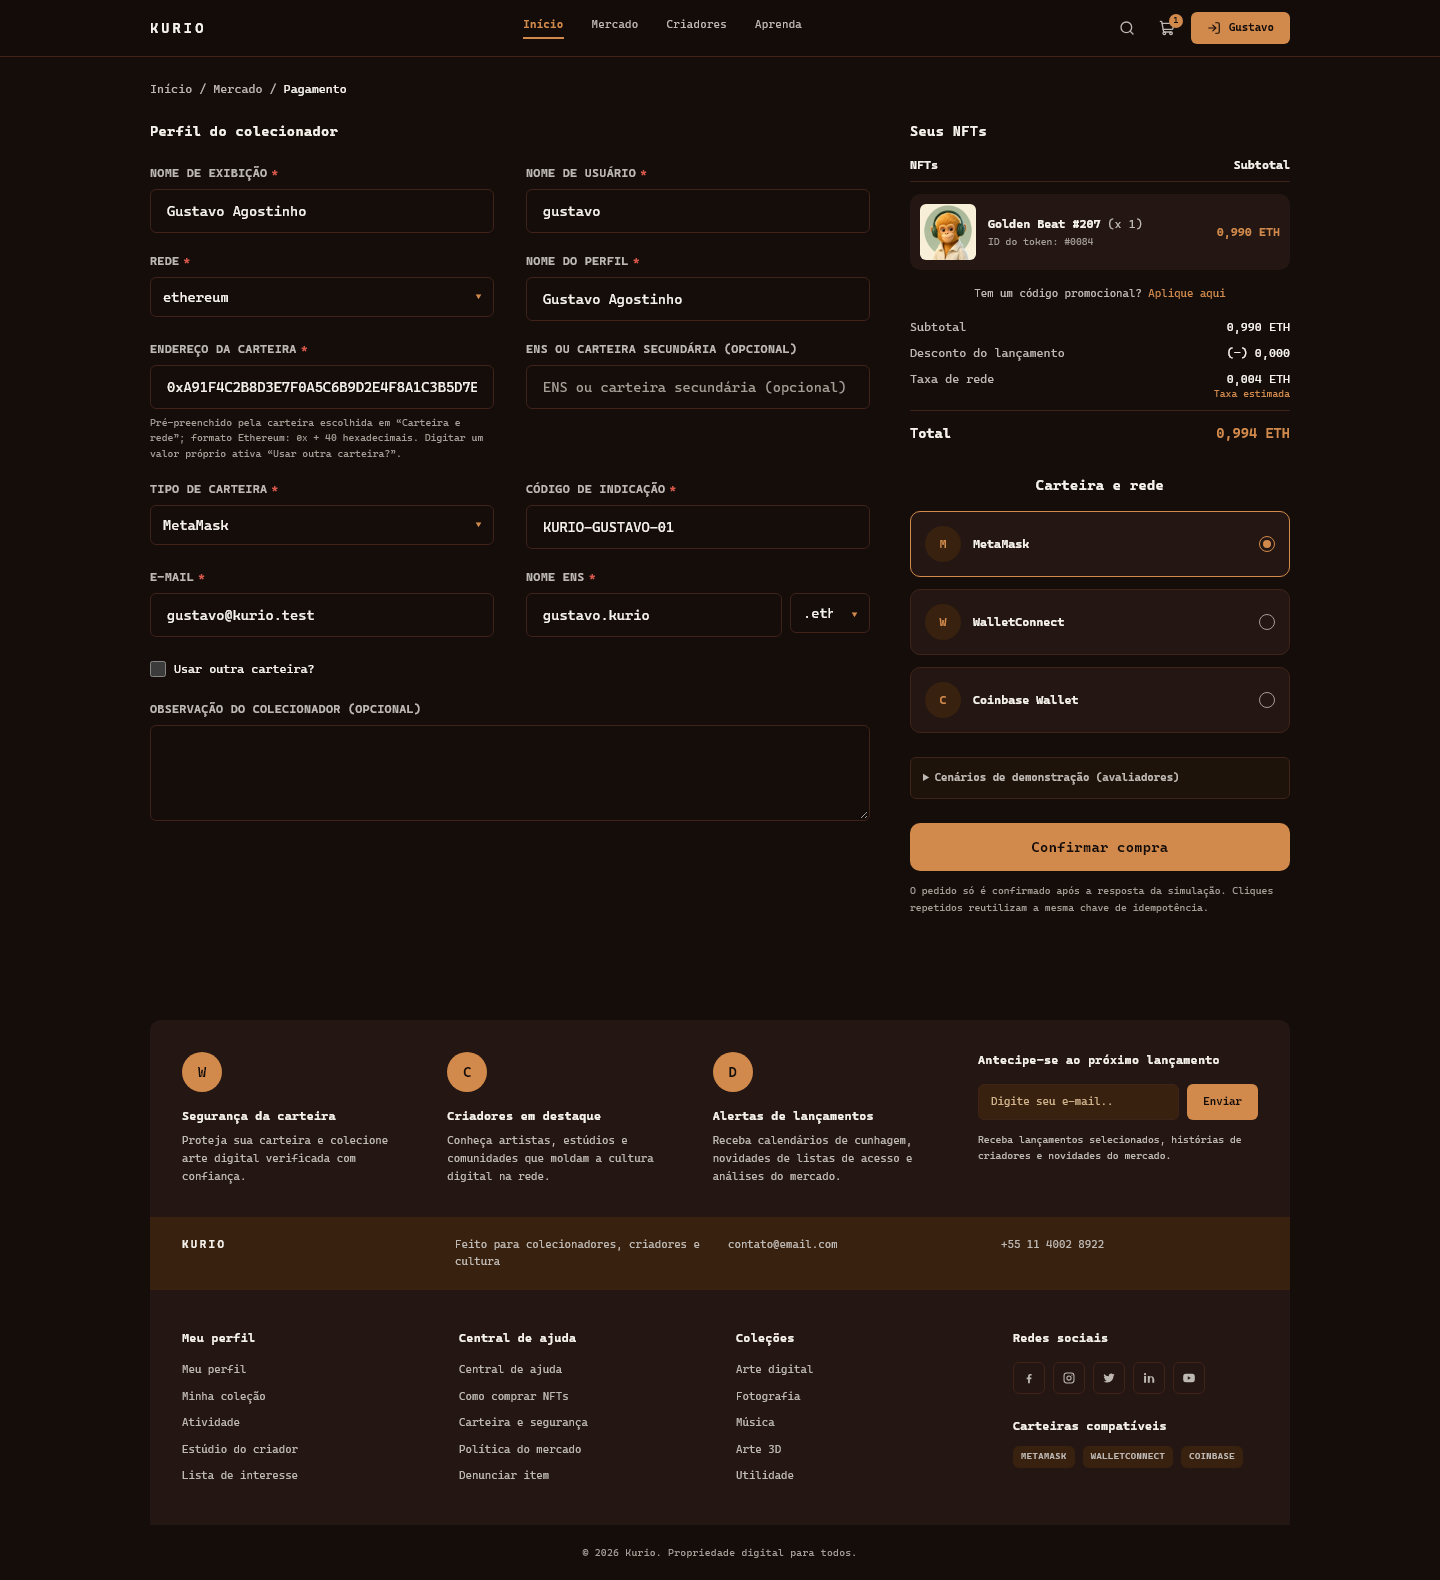 KURIO
Início
Mercado
Criadores
Aprenda
1
Gustavo
Início / Mercado / Pagamento
Perfil do colecionador
NOME DE EXIBIÇÃO *
Gustavo Agostinho
NOME DE USUÁRIO *
gustavo
REDE *
ethereum
NOME DO PERFIL *
Gustavo Agostinho
ENDEREÇO DA CARTEIRA *
0xA91F4C2B8D3E7F0A5C6B9D2E4F8A1C3B5D7E
Pré-preenchido pela carteira escolhida em “Carteira e
rede”; formato Ethereum: 0x + 40 hexadecimais. Digitar um
valor próprio ativa “Usar outra carteira?”.
ENS OU CARTEIRA SECUNDÁRIA (OPCIONAL)
ENS ou carteira secundária (opcional)
TIPO DE CARTEIRA *
MetaMask
CÓDIGO DE INDICAÇÃO *
KURIO-GUSTAVO-01
E-MAIL *
gustavo@kurio.test
NOME ENS *
gustavo.kurio
.eth
Usar outra carteira?
OBSERVAÇÃO DO COLECIONADOR (OPCIONAL)
Seus NFTs
NFTs
Subtotal
Golden Beat #207 (x 1)
ID do token: #0084
0,990 ETH
Tem um código promocional? Aplique aqui
Subtotal
0,990 ETH
Desconto do lançamento
(-) 0,000
Taxa de rede
0,004 ETH
Taxa estimada
Total
0,994 ETH
Carteira e rede
M
MetaMask
W
WalletConnect
C
Coinbase Wallet
▶ Cenários de demonstração (avaliadores)
Confirmar compra
O pedido só é confirmado após a resposta da simulação. Cliques
repetidos reutilizam a mesma chave de idempotência.
W
Segurança da carteira
Proteja sua carteira e colecione
arte digital verificada com
confiança.
C
Criadores em destaque
Conheça artistas, estúdios e
comunidades que moldam a cultura
digital na rede.
D
Alertas de lançamentos
Receba calendários de cunhagem,
novidades de listas de acesso e
análises do mercado.
Antecipe-se ao próximo lançamento
Digite seu e-mail..
Enviar
Receba lançamentos selecionados, histórias de
criadores e novidades do mercado.
KURIO
Feito para colecionadores, criadores e
cultura
contato@email.com
+55 11 4002 8922
Meu perfil
Meu perfil
Minha coleção
Atividade
Estúdio do criador
Lista de interesse
Central de ajuda
Central de ajuda
Como comprar NFTs
Carteira e segurança
Política do mercado
Denunciar item
Coleções
Arte digital
Fotografia
Música
Arte 3D
Utilidade
Redes sociais
Carteiras compatíveis
METAMASK
WALLETCONNECT
COINBASE
© 2026 Kurio. Propriedade digital para todos.